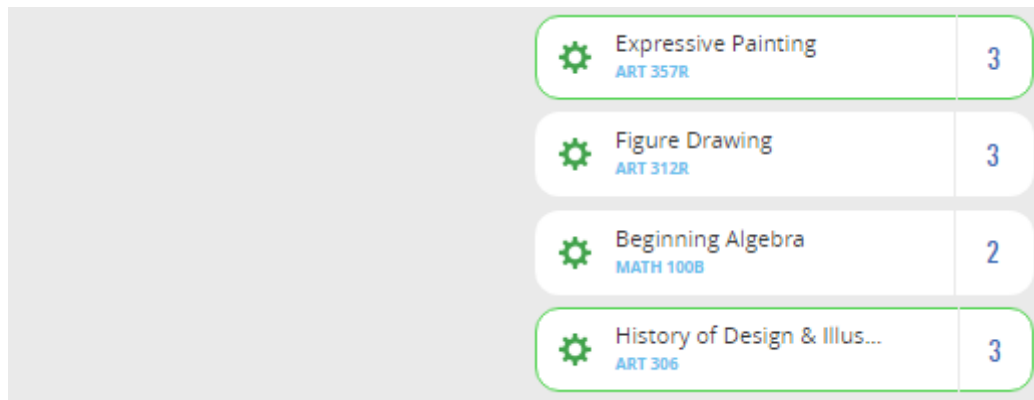 Expressive Painting
ART 357R
3
Figure Drawing
ART 312R
3
Beginning Algebra
MATH 100B
2
History of Design & Illus...
ART 306
3